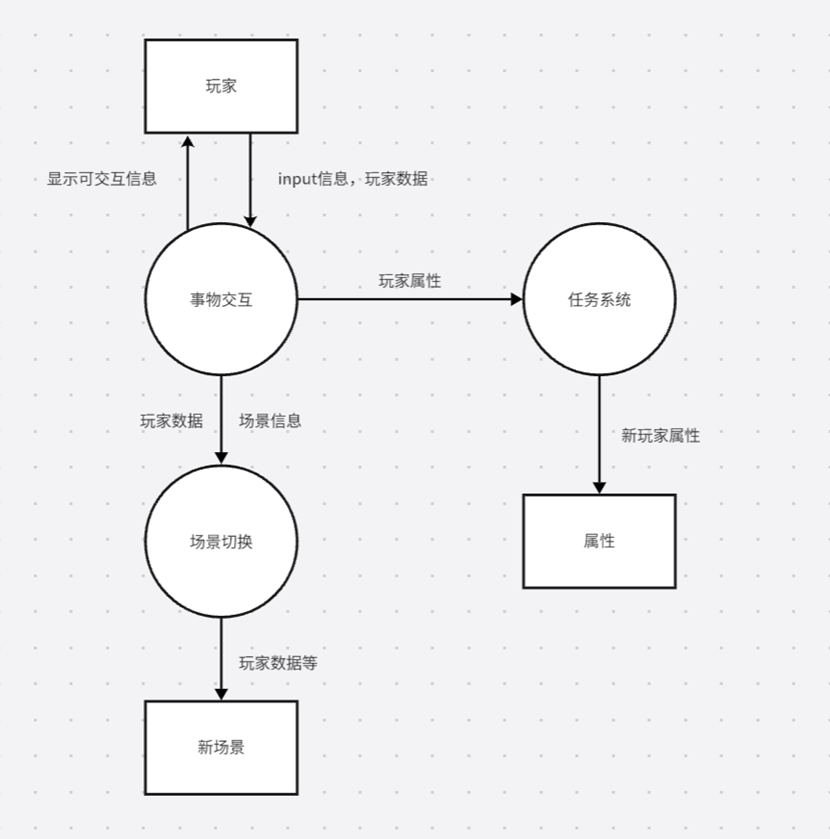 玩家
显示可交互信息
input信息，玩家数据
事物交互
玩家属性
任务系统
玩家数据
场景信息
新玩家属性
场景切换
属性
玩家数据等
新场景